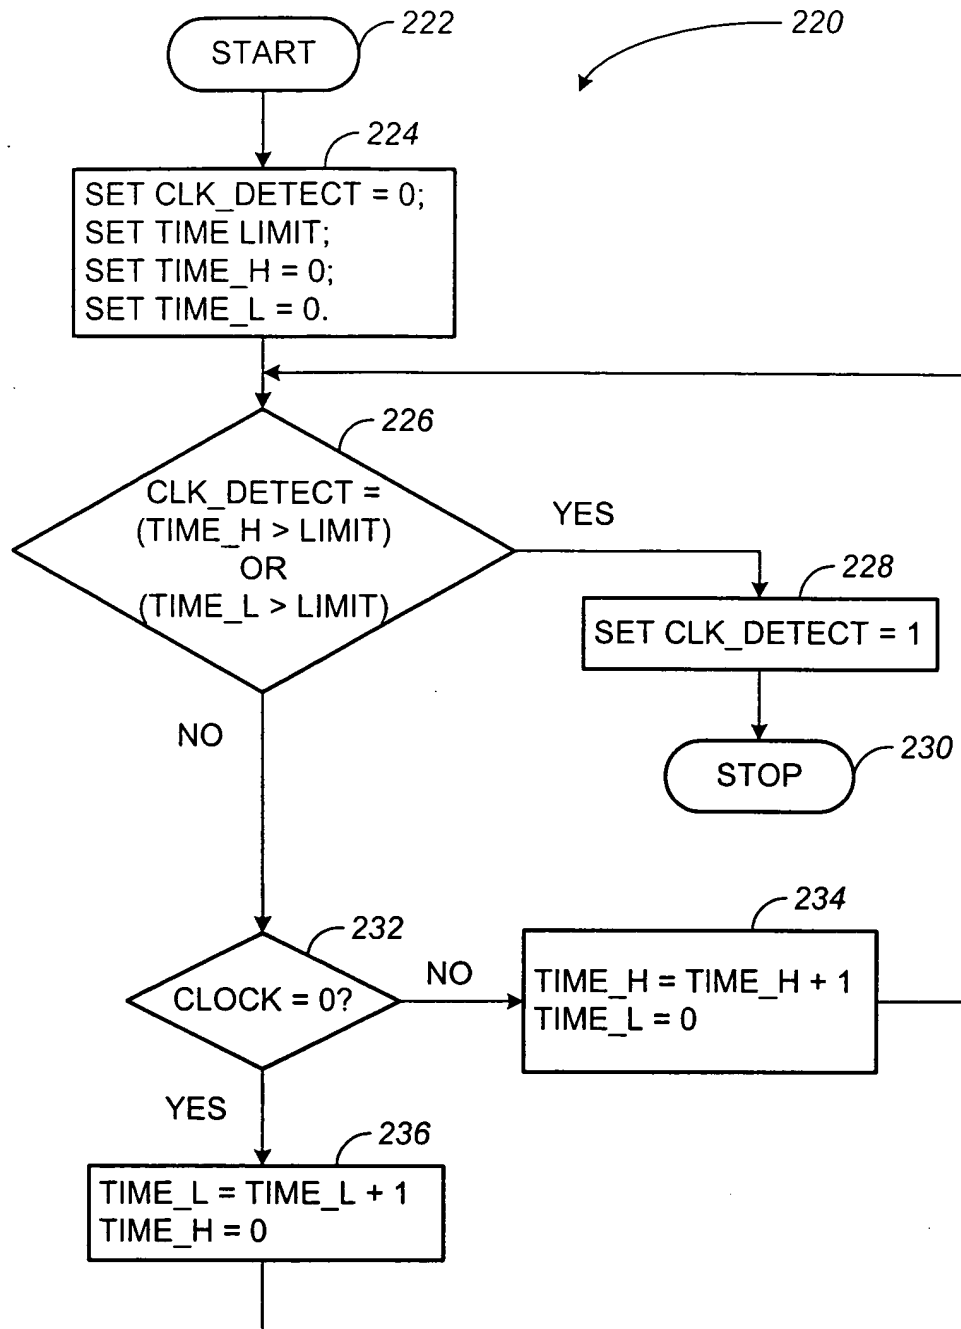 START
222
220
224
SET CLK_DETECT = 0;
SET TIME LIMIT;
SET TIME_H = 0;
SET TIME_L = 0.
226
CLK_DETECT =
(TIME_H > LIMIT)
OR
(TIME_L > LIMIT)
YES
228
SET CLK_DETECT = 1
NO
STOP
230
232
CLOCK = 0?
NO
234
TIME_H = TIME_H + 1
TIME_L = 0
YES
236
TIME_L = TIME_L + 1
TIME_H = 0